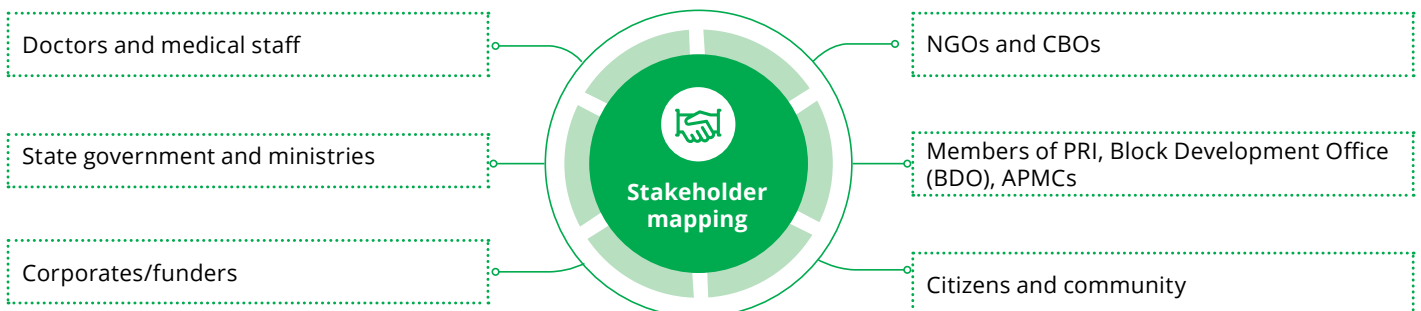 Doctors and medical staff
State government and ministries
Corporates/funders
Stakeholder
mapping
NGOs and CBOs
Members of PRI, Block Development Office
(BDO), APMCs
Citizens and community